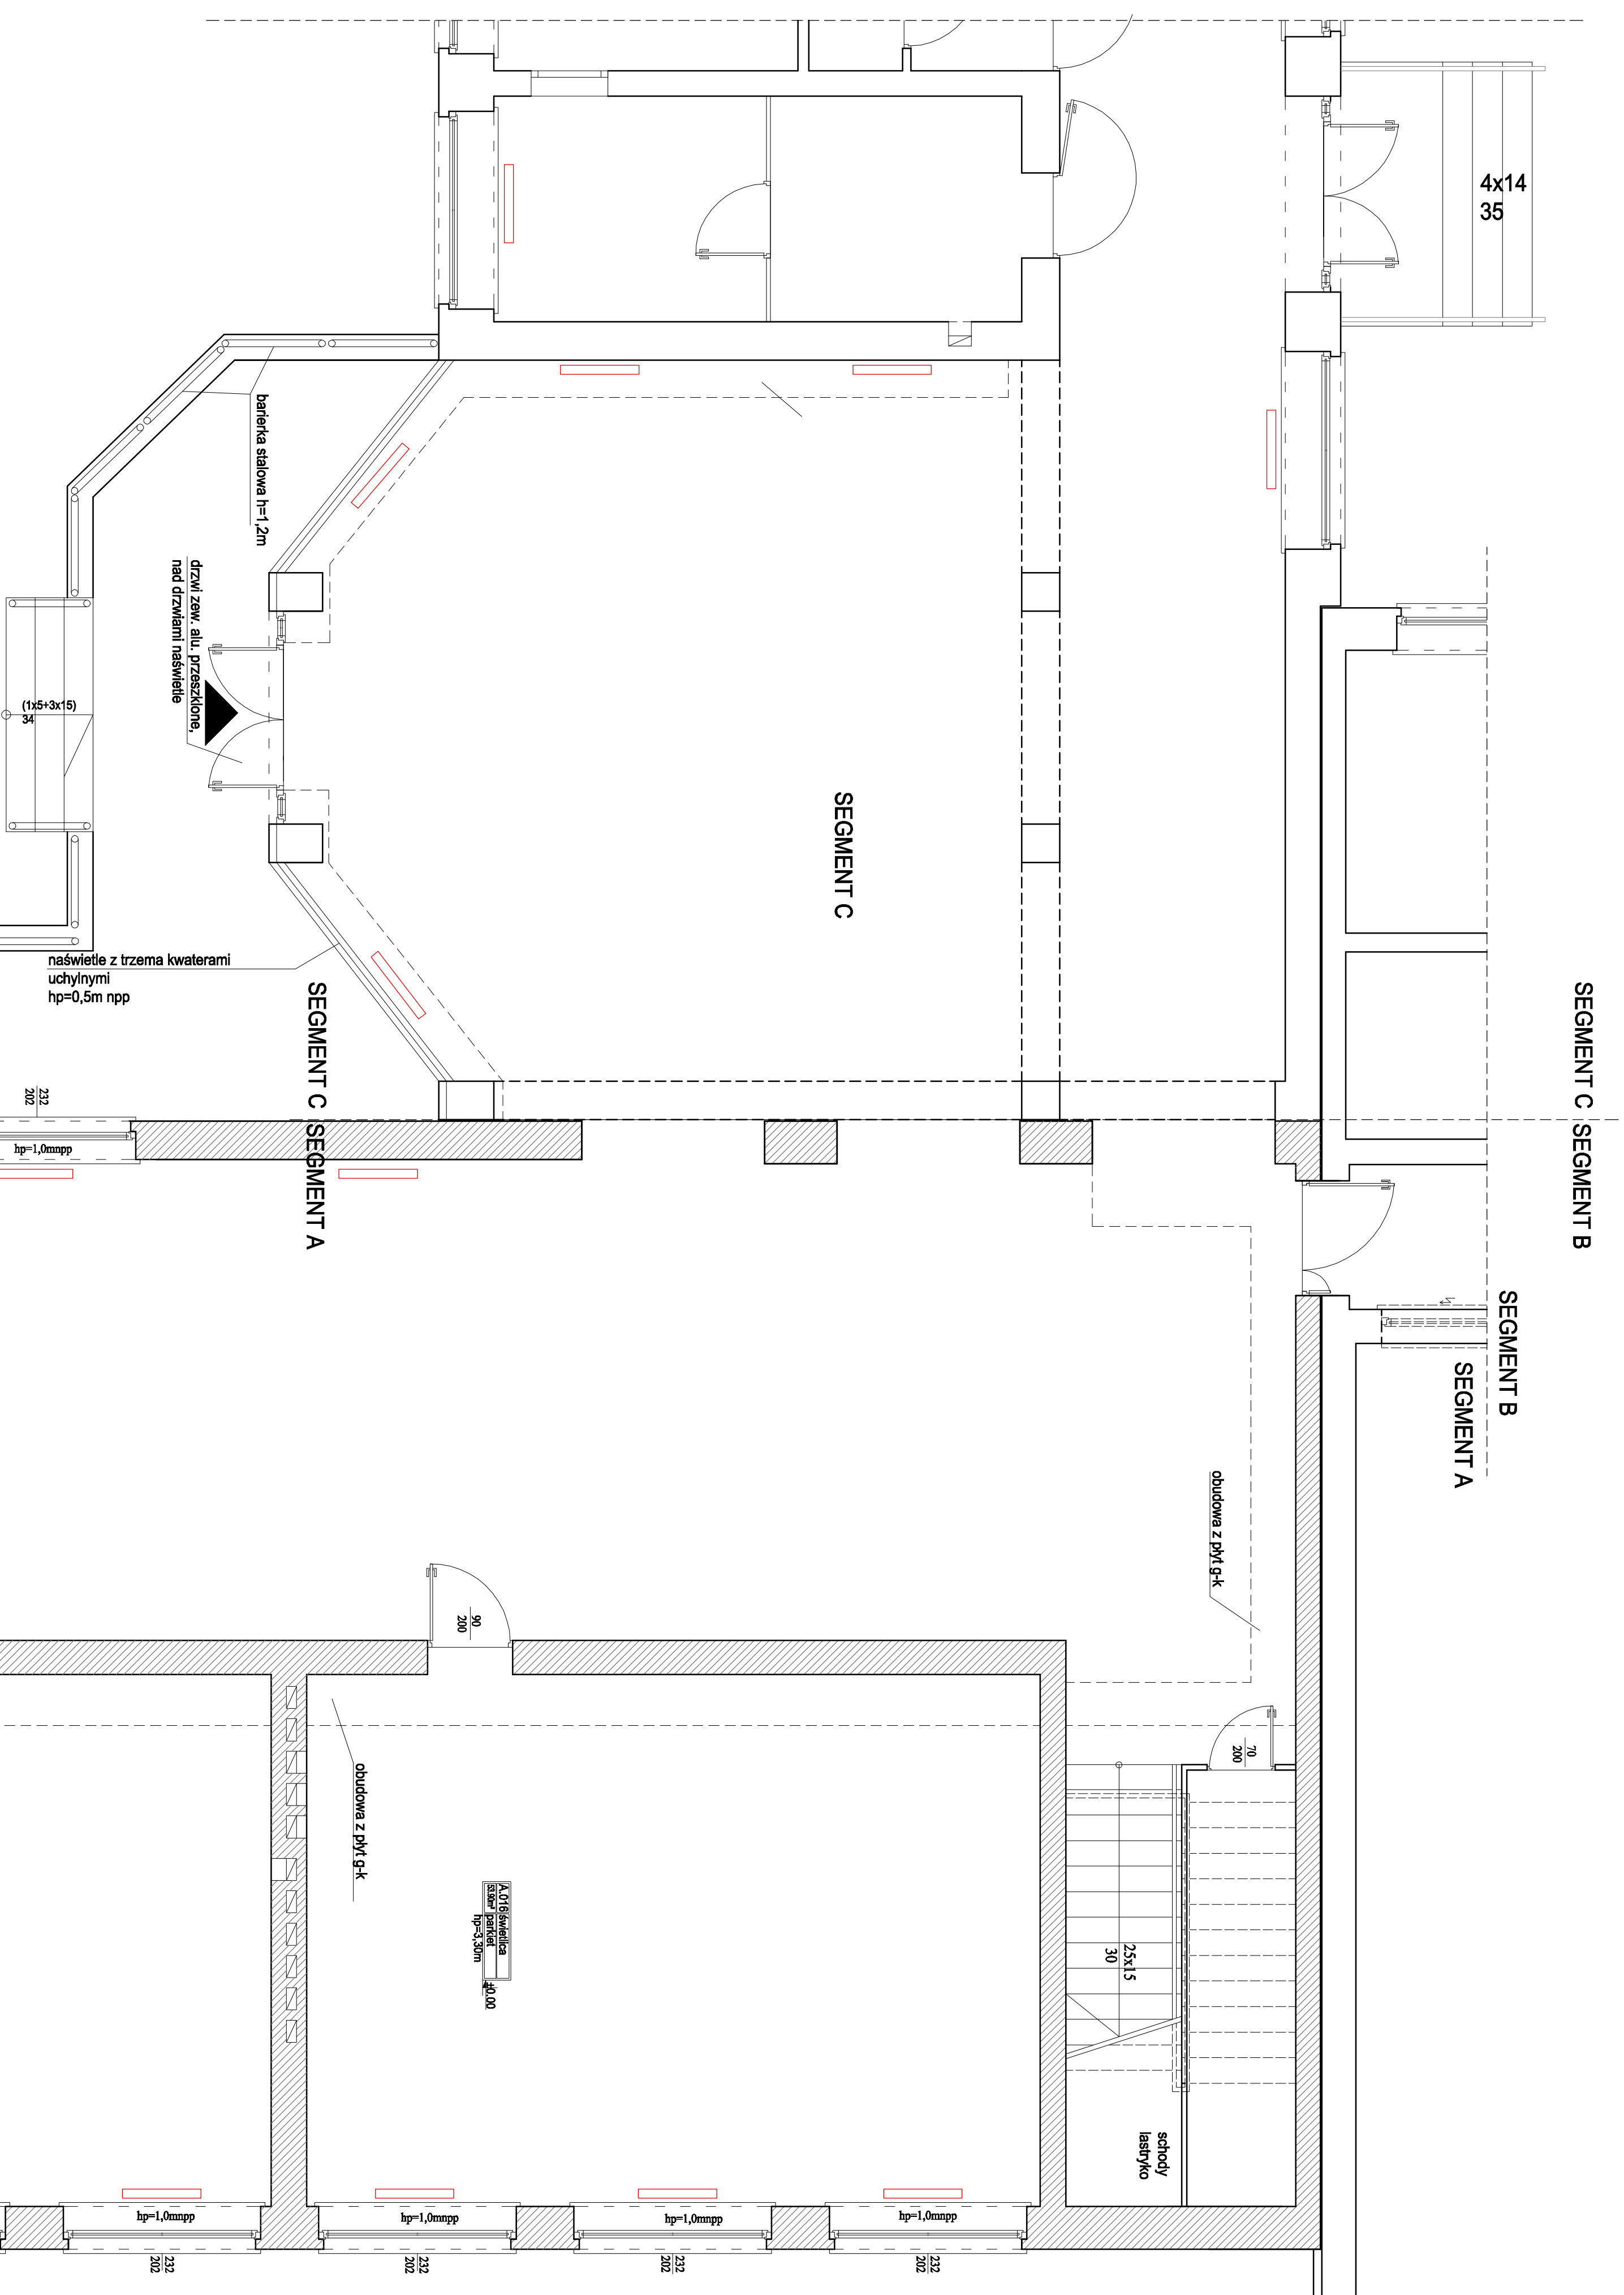 4x14
35
barierka stalowa h=1,2m
drzwi zew. alu. przeszklone,
nad drzwiami naświetle
(1x5+3x15)
34
SEGMENT C
naświetle z trzema kwaterami
uchylnymi
hp=0,5m npp
SEGMENT C
SEGMENT A
SEGMENT C
SEGMENT B
SEGMENT B
SEGMENT A
232
202
hp=1,0mnpp
obudowa z płyt g-k
90
200
70
200
obudowa z płyt g-k
A.016 świetlica
53.90m² parkiet
hp=3,30m
±0.00
25x15
30
schody
lastryko
hp=1,0mnpp
hp=1,0mnpp
hp=1,0mnpp
hp=1,0mnpp
232
202
232
202
232
202
232
202